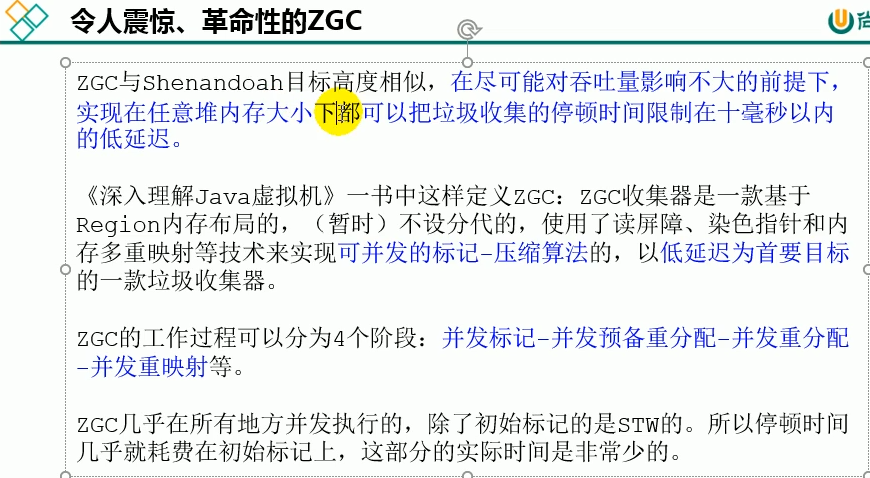 令人震惊、革命性的ZGC
ZGC与Shenandoah目标高度相似，在尽可能对吞吐量影响不大的前提下，
实现在任意堆内存大小下都可以把垃圾收集的停顿时间限制在十毫秒以内
的低延迟。
《深入理解Java虚拟机》一书中这样定义ZGC：ZGC收集器是一款基于
Region内存布局的，（暂时）不设分代的，使用了读屏障、染色指针和内
存多重映射等技术来实现可并发的标记-压缩算法的，以低延迟为首要目标
的一款垃圾收集器。
ZGC的工作过程可以分为4个阶段：并发标记-并发预备重分配-并发重分配
-并发重映射等。
ZGC几乎在所有地方并发执行的，除了初始标记的是STW的。所以停顿时间
几乎就耗费在初始标记上，这部分的实际时间是非常少的。